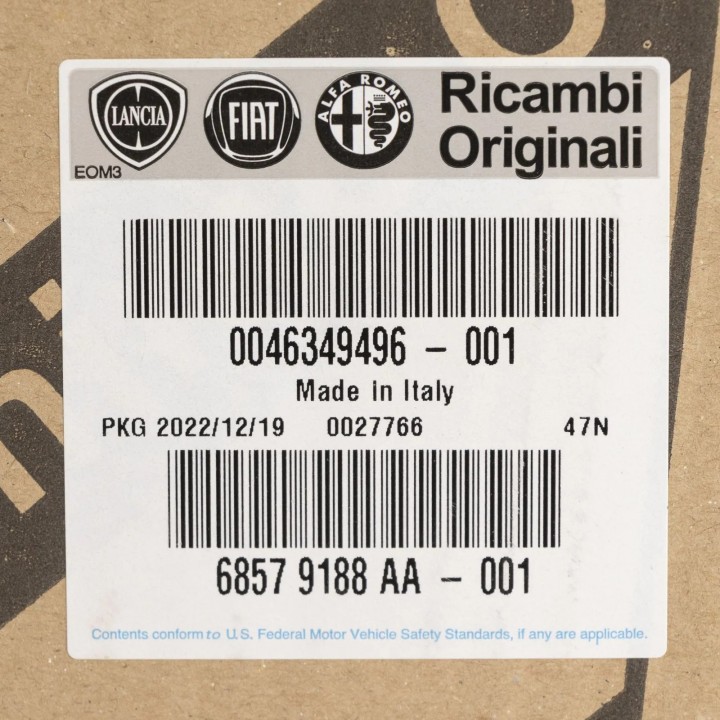 LANCIA FIAT ALFA ROMEO Ricambi
Originali
EOM3
0046349496 - 001
Made in Italy
PKG 2022/12/19 0027766 47N
6857 9188 AA - 001
Contents conform to U.S. Federal Motor Vehicle Safety Standards, if any are applicable.